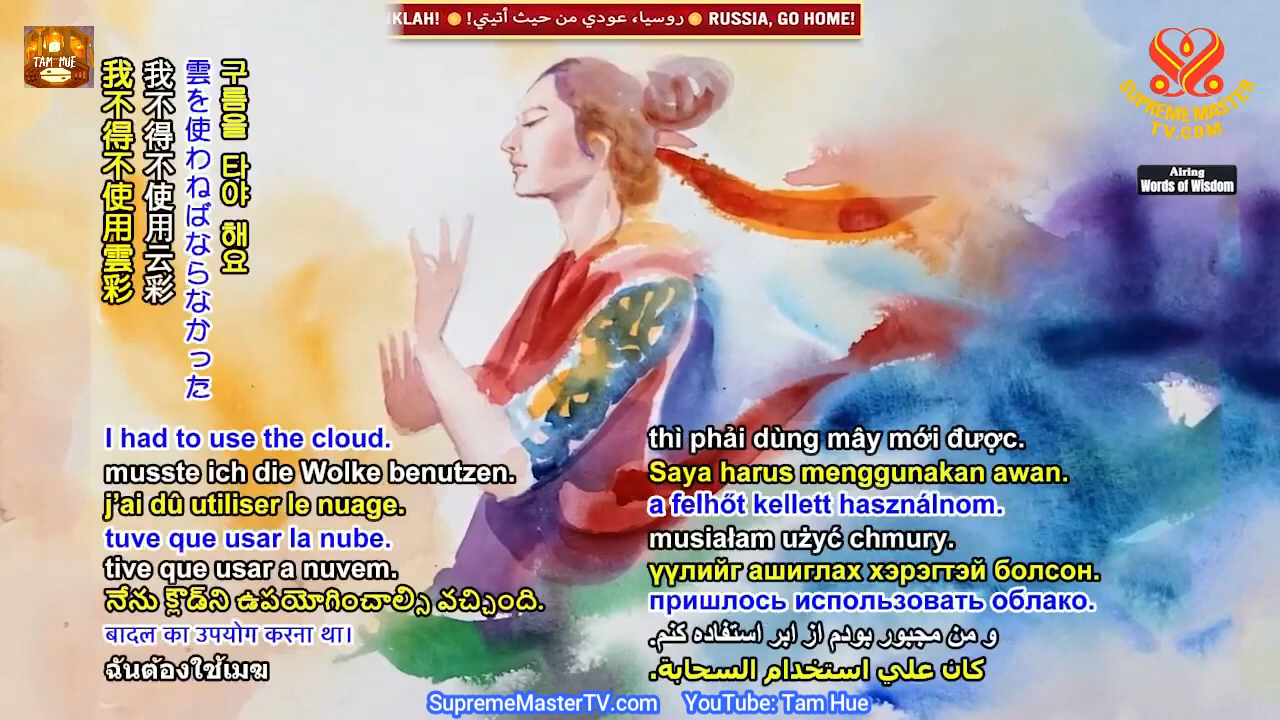 KLAH! روسياء عودي من حيث أتيتي! RUSSIA, GO HOME!
TAM HUE
SUPREME MASTER
TV.COM
Airing
Words of Wisdom
구름을 타야 해요
雲を使わねばならなかった
我不得不使用云彩
我不得不使用雲彩
I had to use the cloud.
musste ich die Wolke benutzen.
j'ai dû utiliser le nuage.
tuve que usar la nube.
tive que usar a nuvem.
నేను క్లౌడ్‌ని ఉపయోగించాల్సి వచ్చింది.
बादल का उपयोग करना था।
ฉันต้องใช้เมฆ
thì phải dùng mây mới được.
Saya harus menggunakan awan.
a felhőt kellett használnom.
musiałam użyć chmury.
үүлийг ашиглах хэрэгтэй болсон.
пришлось использовать облако.
و من مجبور بودم از ابر استفاده کنم.
كان علي استخدام السحابة.
SupremeMasterTV.com YouTube: Tam Hue